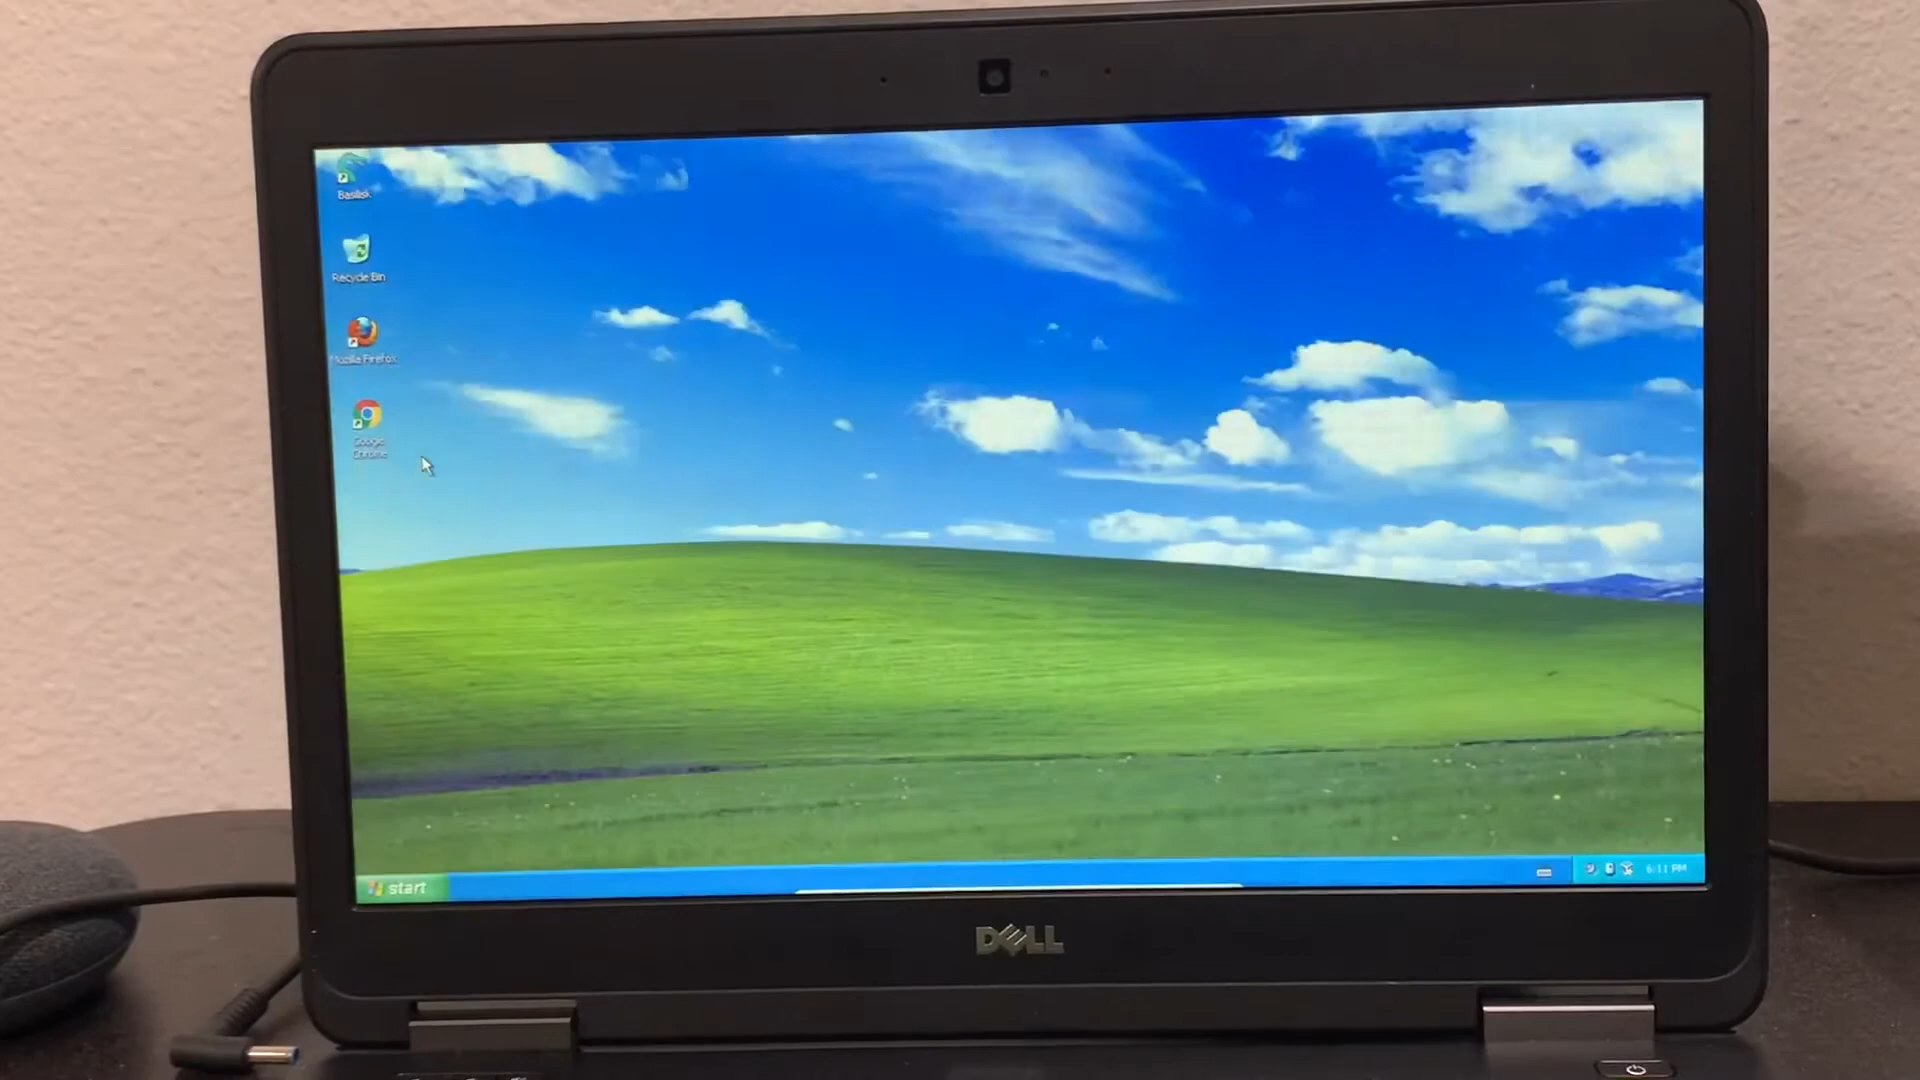 Basilisk
Recycle Bin
Mozilla Firefox
Google
Chrome
start
6:11 PM
DELL